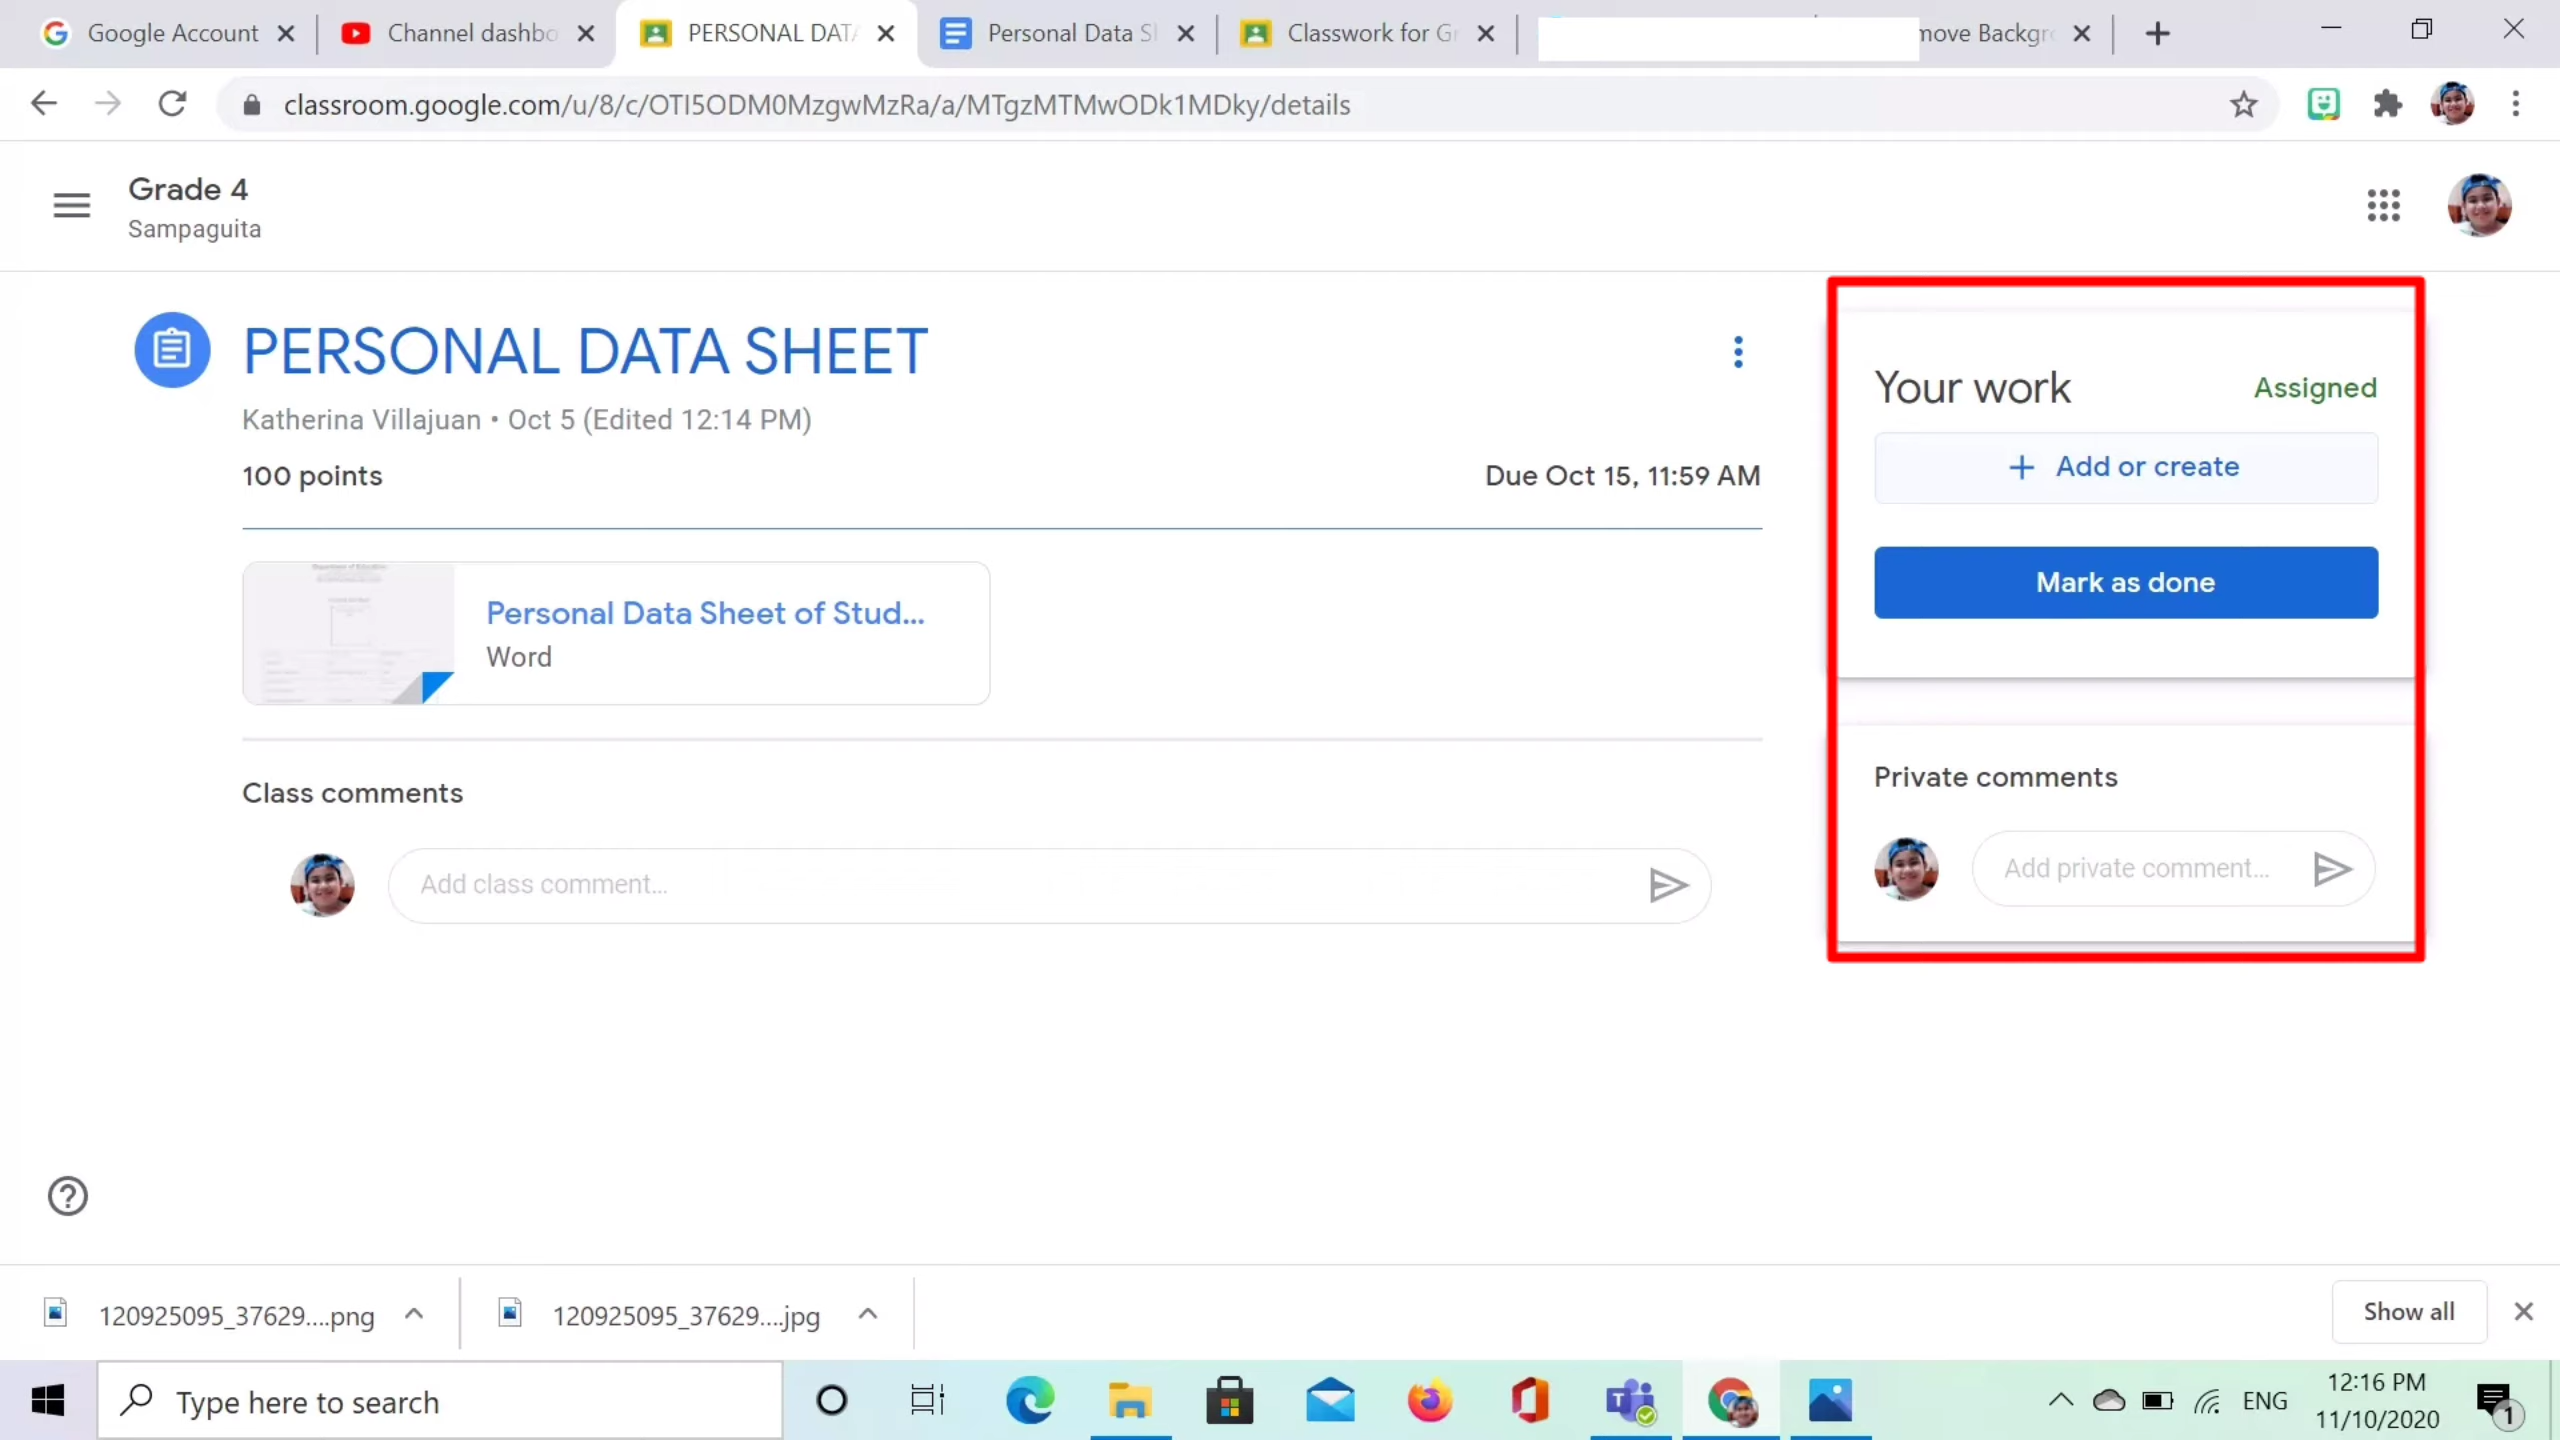 Google Account
Channel dashbo
PERSONAL DATA
Personal Data S
Classwork for G
move Backgr
classroom.google.com/u/8/c/OTI5ODM0MzgwMzRa/a/MTgzMTMwODk1MDky/details
Grade 4
Sampaguita
PERSONAL DATA SHEET
Katherina Villajuan • Oct 5 (Edited 12:14 PM)
100 points
Due Oct 15, 11:59 AM
Personal Data Sheet of Stud...
Word
Class comments
Add class comment...
Your work
Assigned
+ Add or create
Mark as done
Private comments
Add private comment...
120925095_37629....png
120925095_37629....jpg
Show all
Type here to search
ENG
12:16 PM
11/10/2020
1